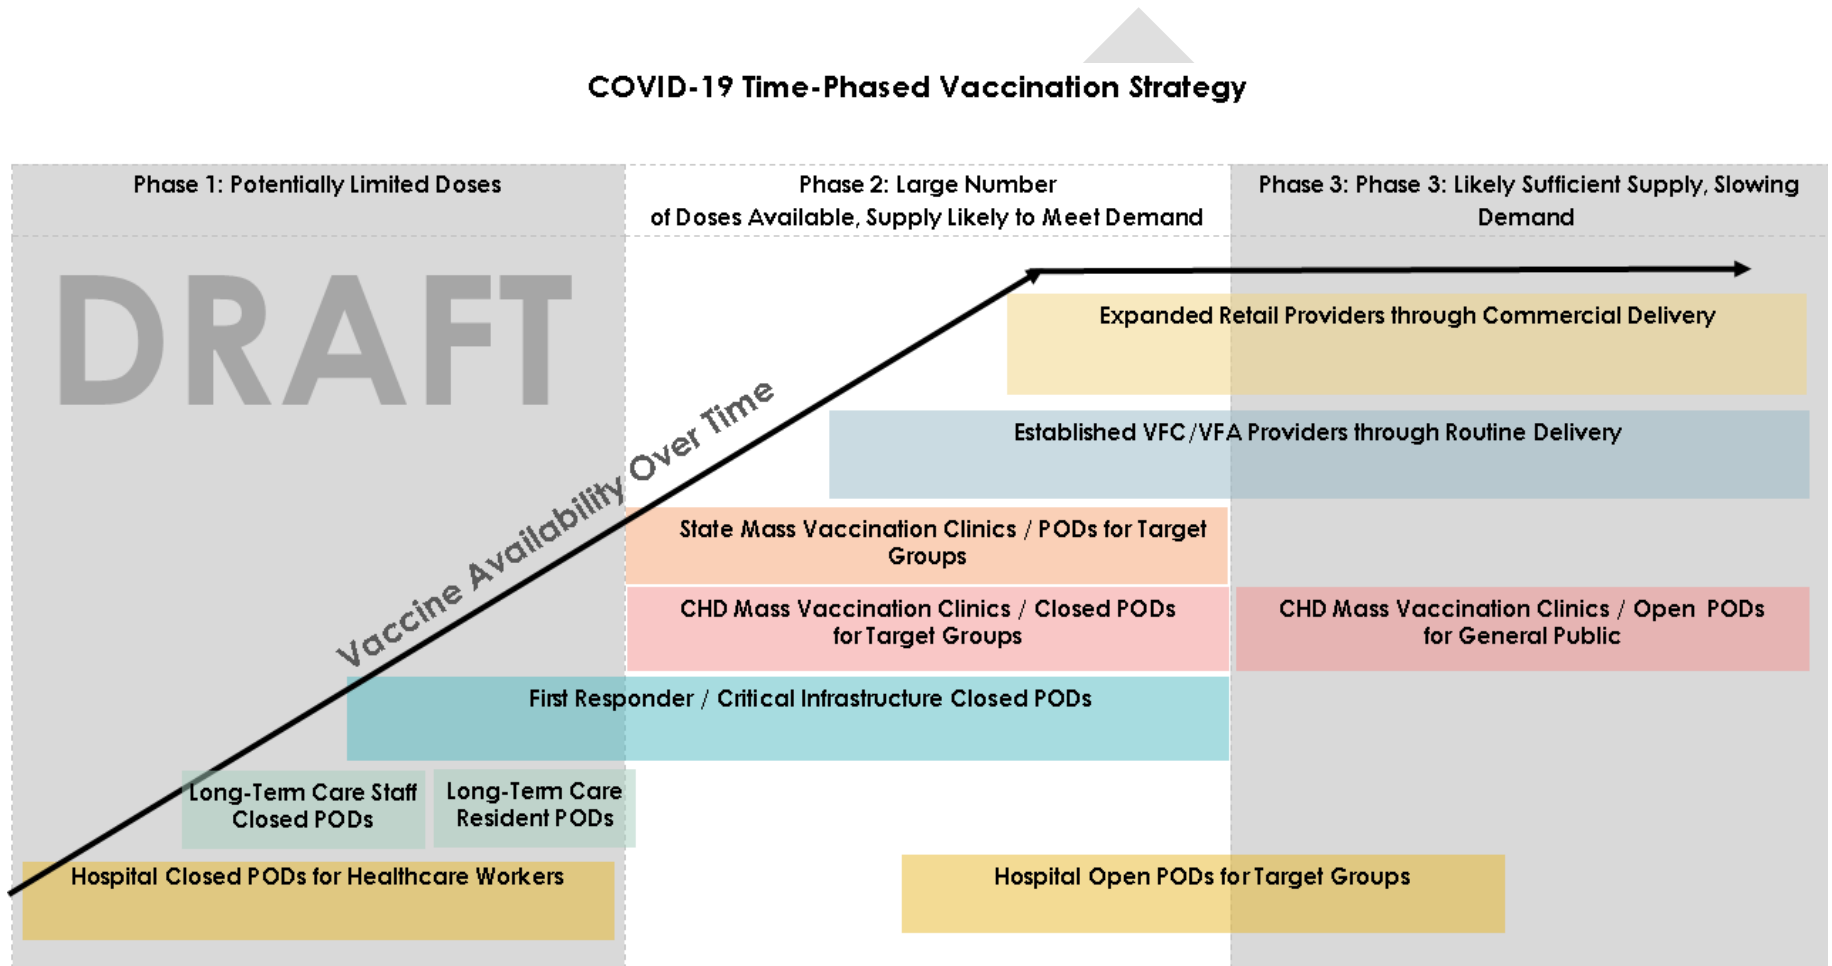 COVID-19 Time-Phased Vaccination Strategy
Phase 1: Potentially Limited Doses
Phase 2: Large Number
of Doses Available, Supply Likely to Meet Demand
Phase 3: Phase 3: Likely Sufficient Supply, Slowing
Demand
DRAFT
Vaccine Availability Over Time
Expanded Retail Providers through Commercial Delivery
Established VFC/VFA Providers through Routine Delivery
State Mass Vaccination Clinics / PODs for Target
Groups
CHD Mass Vaccination Clinics / Closed PODs
for Target Groups
CHD Mass Vaccination Clinics / Open PODs
for General Public
First Responder / Critical Infrastructure Closed PODs
Long-Term Care Staff
Closed PODs
Long-Term Care
Resident PODs
Hospital Closed PODs for Healthcare Workers
Hospital Open PODs for Target Groups